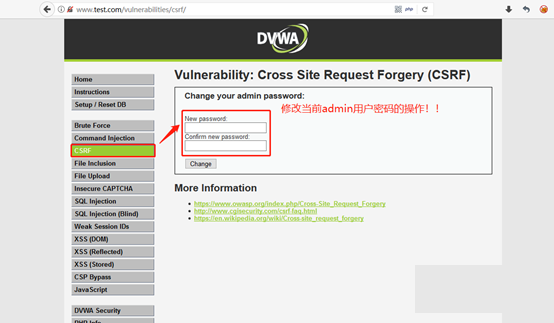 www.test.com/vulnerabilities/csrf/
php
DVWA
Vulnerability: Cross Site Request Forgery (CSRF)
Home
Instructions
Setup / Reset DB
Brute Force
Command Injection
CSRF
File Inclusion
File Upload
Insecure CAPTCHA
SQL Injection
SQL Injection (Blind)
Weak Session IDs
XSS (DOM)
XSS (Reflected)
XSS (Stored)
CSP Bypass
JavaScript
DVWA Security
PHP Info
Change your admin password:
修改当前admin用户密码的操作！！
New password:
Confirm new password:
Change
More Information
https://www.owasp.org/index.php/Cross-Site_Request_Forgery
http://www.cgisecurity.com/csrf-faq.html
https://en.wikipedia.org/wiki/Cross-site_request_forgery